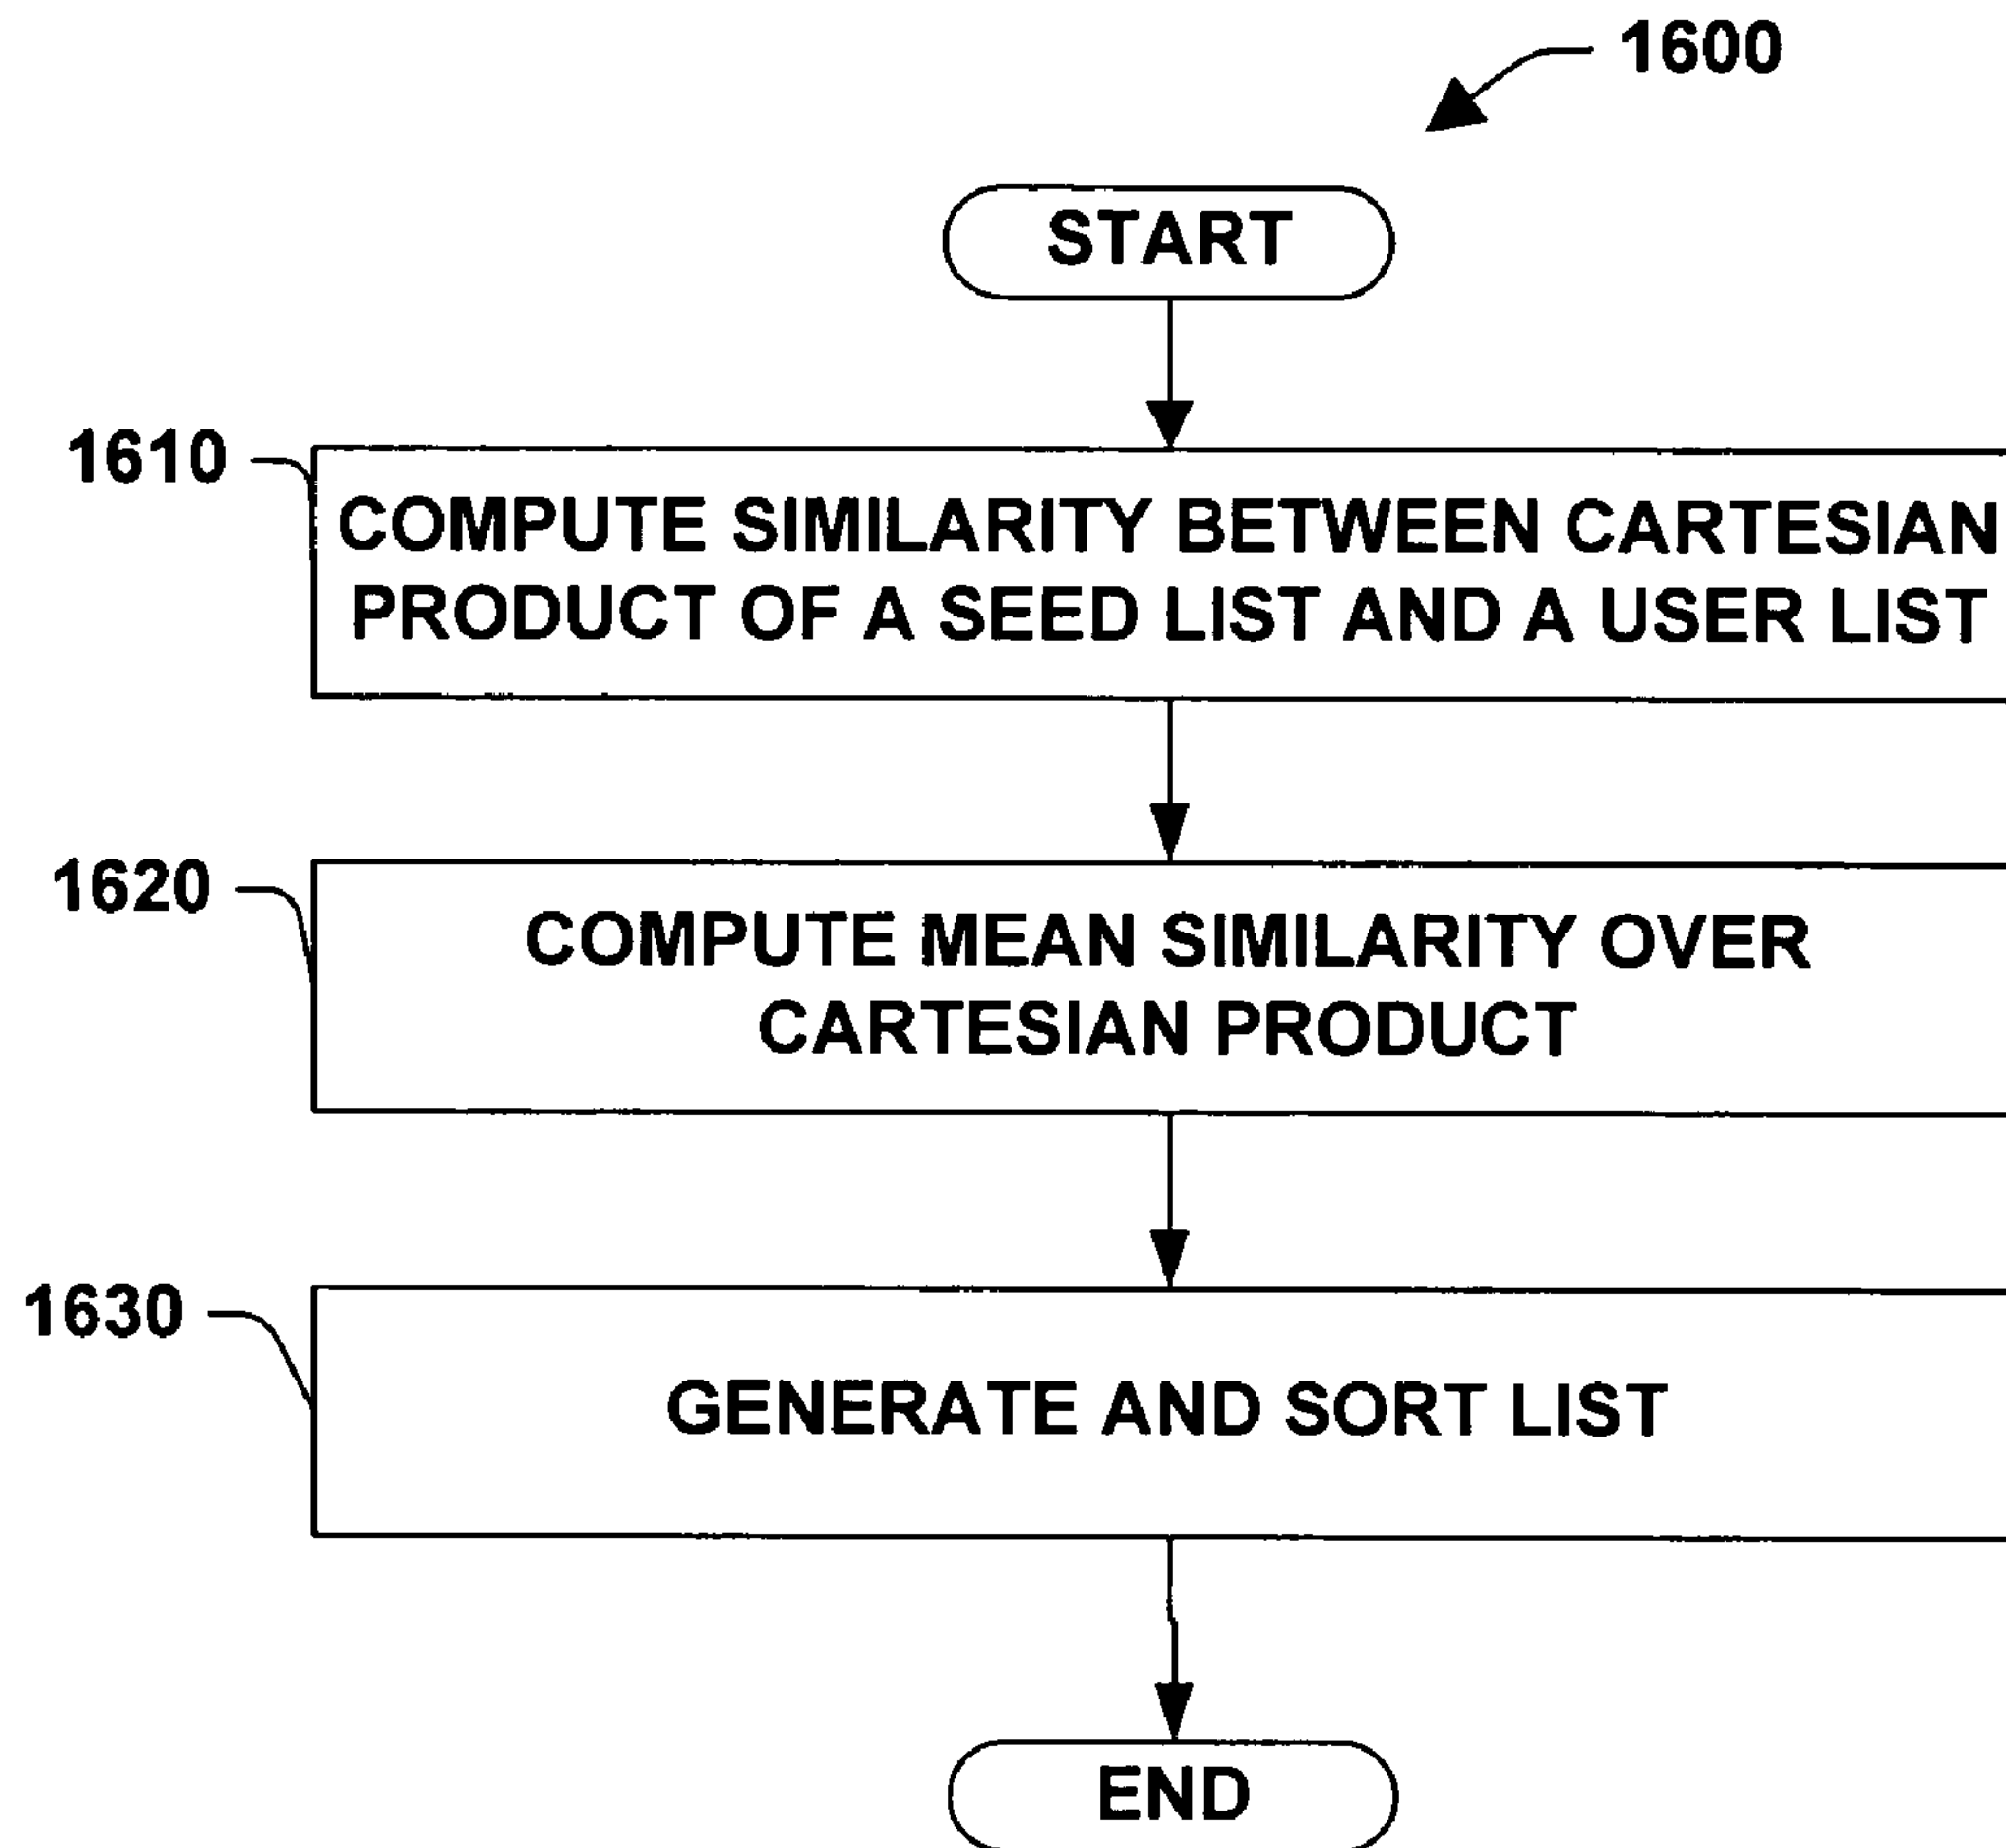 1600
START
1610
COMPUTE SIMILARITY BETWEEN CARTESIAN
PRODUCT OF A SEED LIST AND A USER LIST
1620
COMPUTE MEAN SIMILARITY OVER
CARTESIAN PRODUCT
1630
GENERATE AND SORT LIST
END